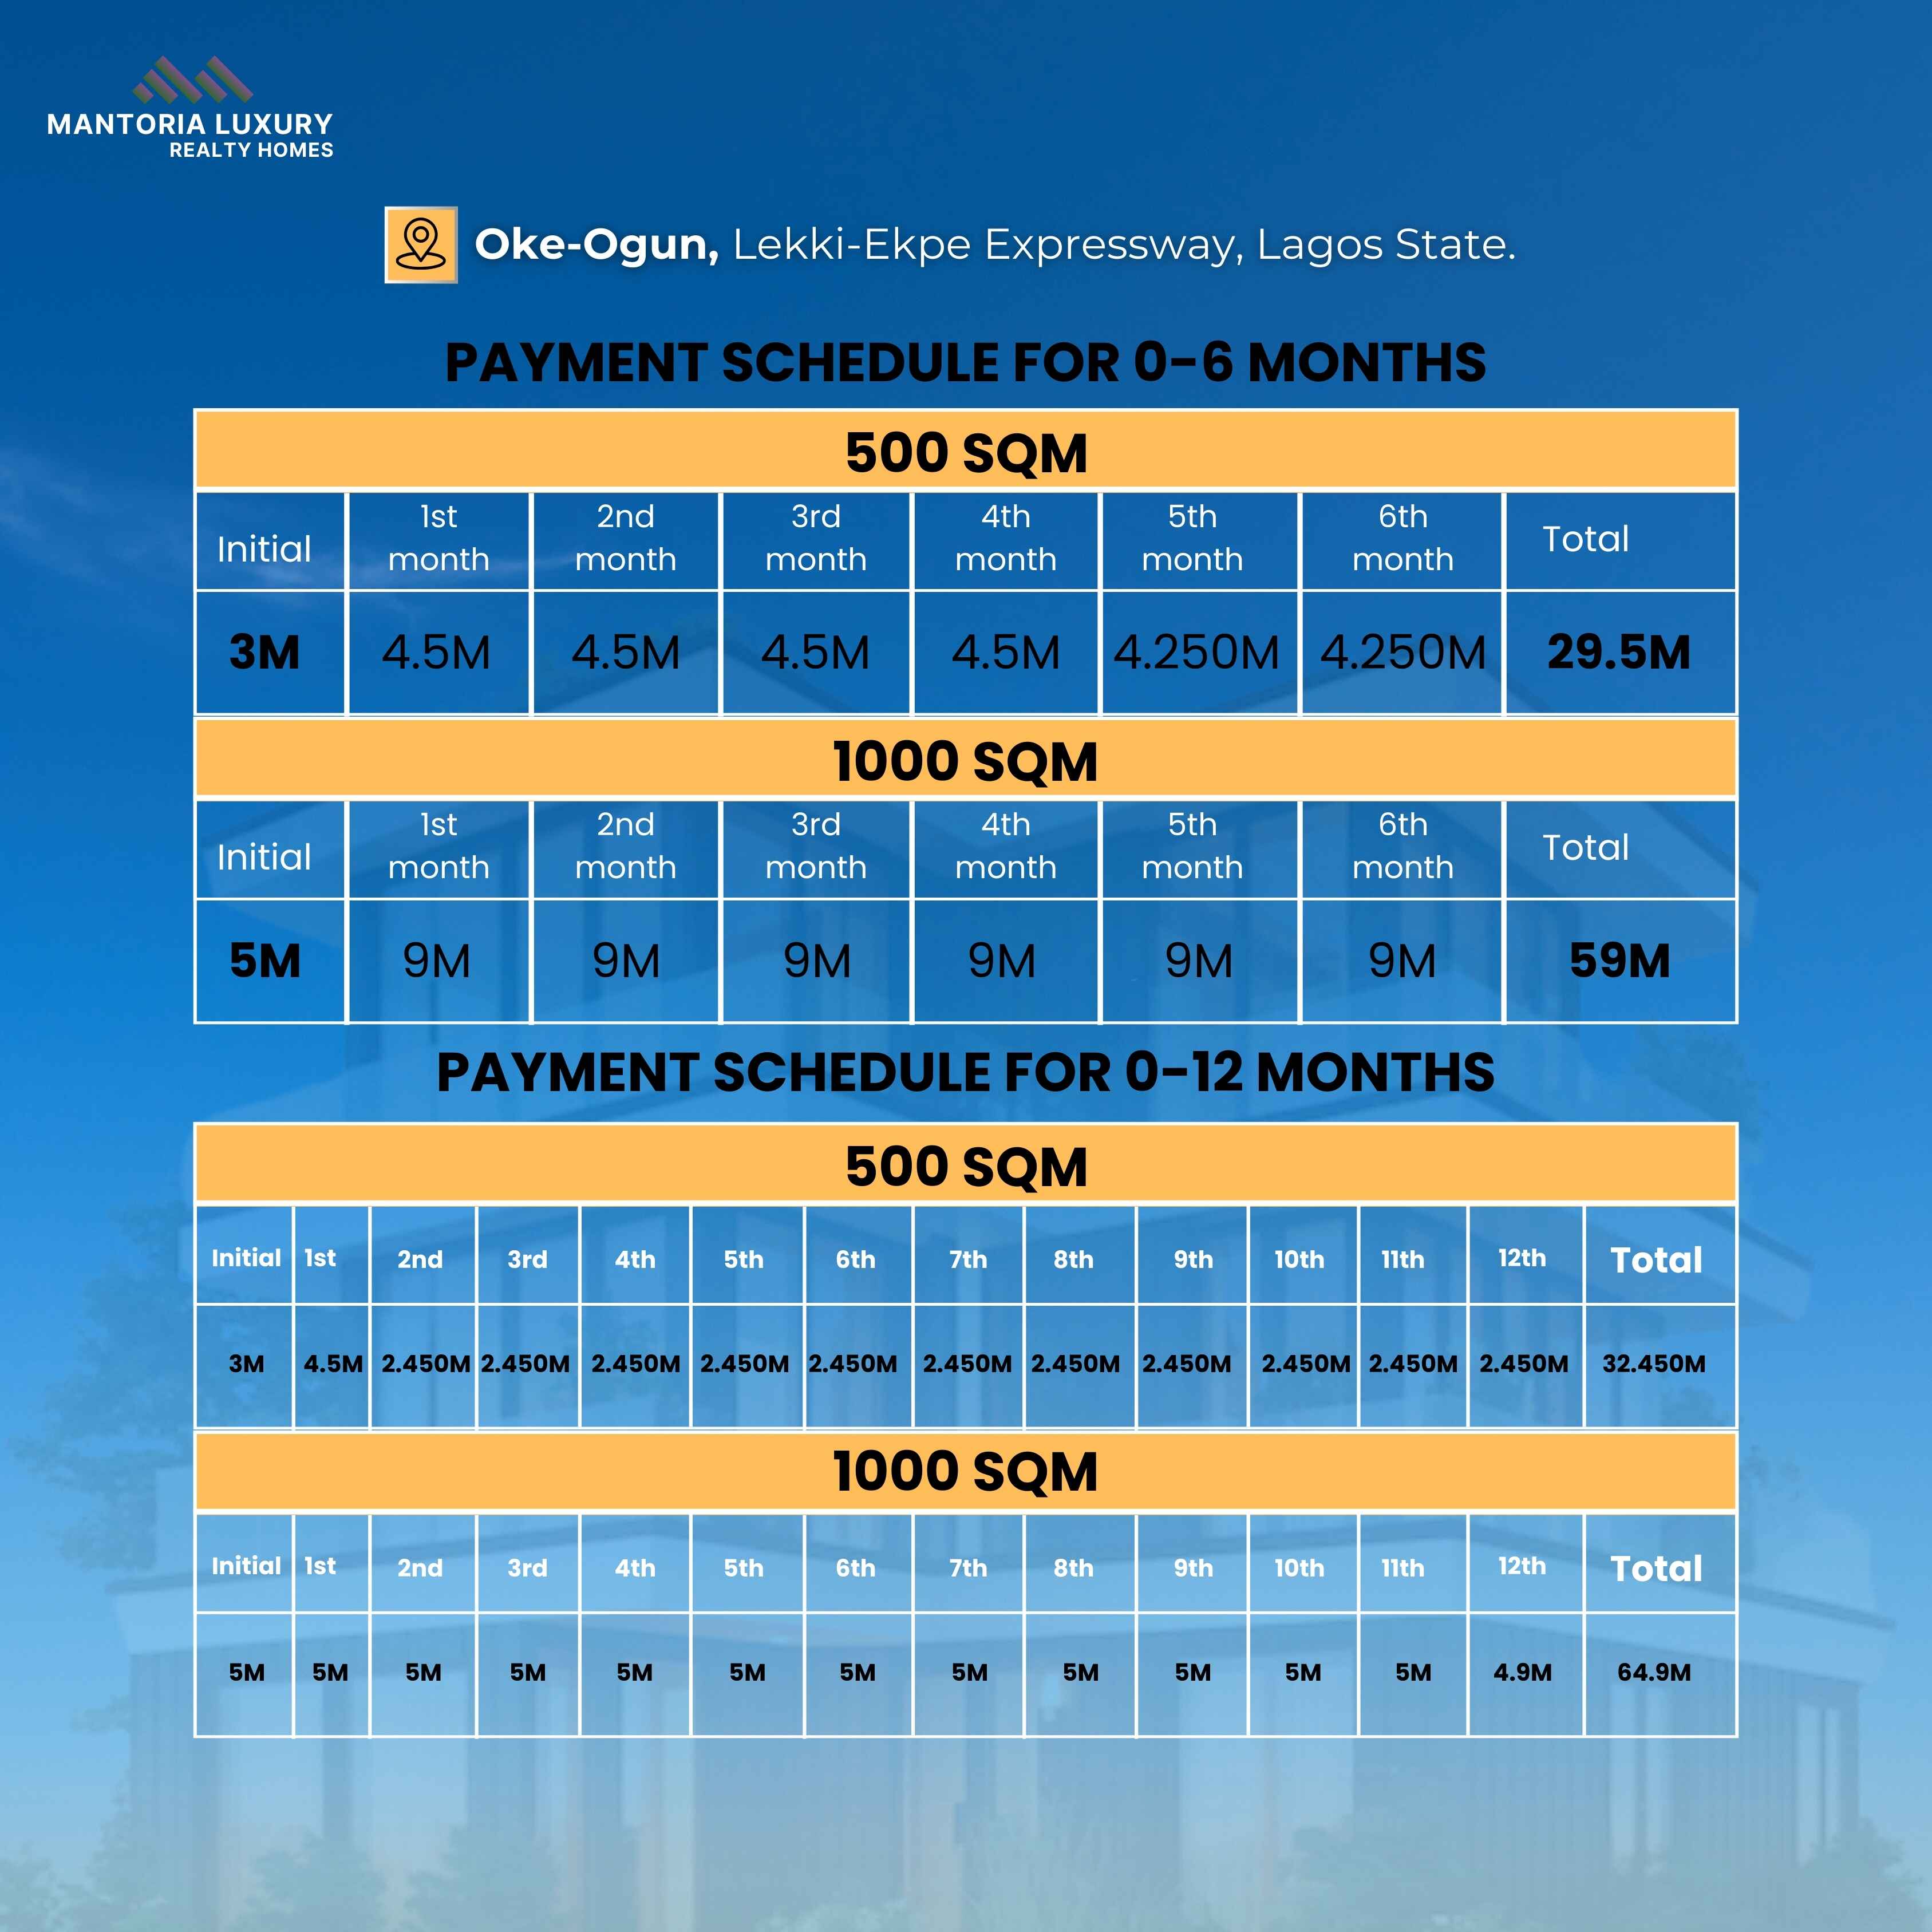 MANTORIA LUXURY
REALTY HOMES
Oke-Ogun, Lekki-Ekpe Expressway, Lagos State.
PAYMENT SCHEDULE FOR 0-6 MONTHS
500 SQM
Initial 1st month 2nd month 3rd month 4th month 5th month 6th month Total
3M 4.5M 4.5M 4.5M 4.5M 4.250M 4.250M 29.5M
1000 SQM
Initial 1st month 2nd month 3rd month 4th month 5th month 6th month Total
5M 9M 9M 9M 9M 9M 9M 59M
PAYMENT SCHEDULE FOR 0-12 MONTHS
500 SQM
Initial 1st 2nd 3rd 4th 5th 6th 7th 8th 9th 10th 11th 12th Total
3M 4.5M 2.450M 2.450M 2.450M 2.450M 2.450M 2.450M 2.450M 2.450M 2.450M 2.450M 2.450M 32.450M
1000 SQM
Initial 1st 2nd 3rd 4th 5th 6th 7th 8th 9th 10th 11th 12th Total
5M 5M 5M 5M 5M 5M 5M 5M 5M 5M 5M 5M 4.9M 64.9M